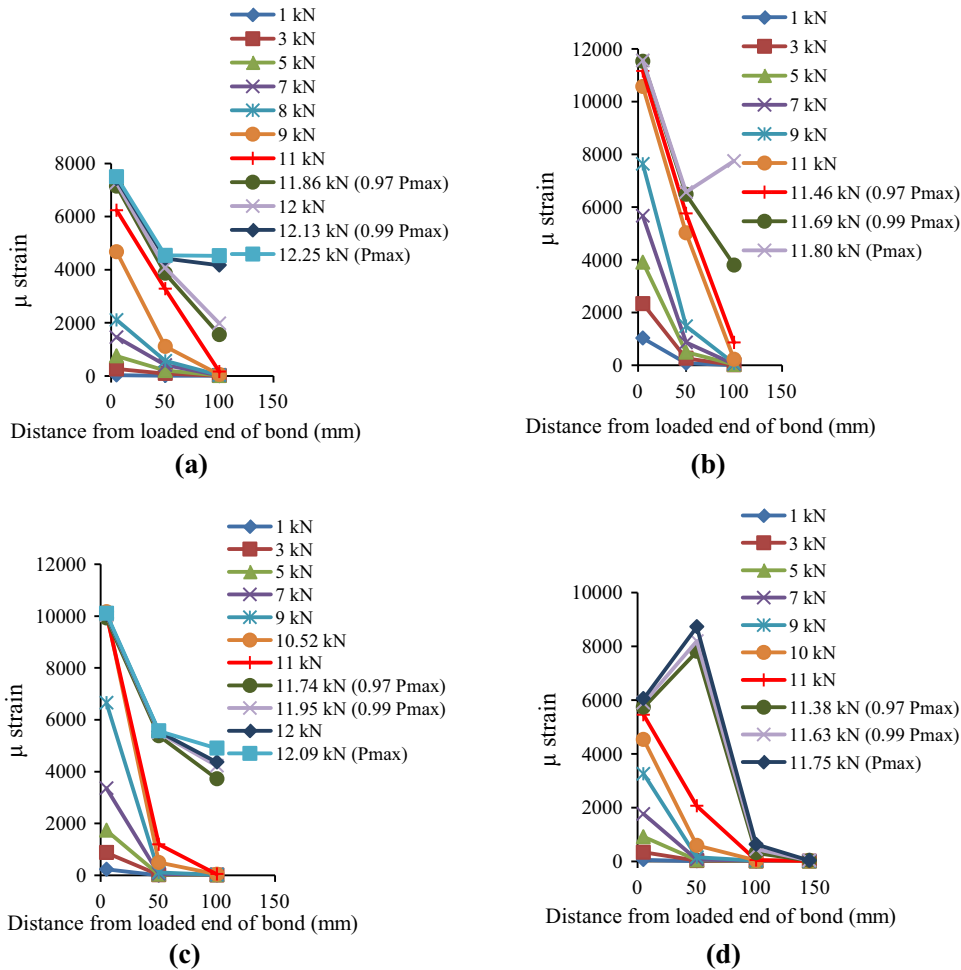 1 kN
3 kN
5 kN
7 kN
8 kN
9 kN
11 kN
11.86 kN (0.97 Pmax)
12 kN
12.13 kN (0.99 Pmax)
12.25 kN (Pmax)
8000
6000
4000
2000
0
μ strain
0 50 100 150
Distance from loaded end of bond (mm)
(a)
1 kN
3 kN
5 kN
7 kN
9 kN
11 kN
11.46 kN (0.97 Pmax)
11.69 kN (0.99 Pmax)
11.80 kN (Pmax)
12000
10000
8000
6000
4000
2000
0
μ strain
0 50 100 150
Distance from loaded end of bond (mm)
(b)
1 kN
3 kN
5 kN
7 kN
9 kN
10.52 kN
11 kN
11.74 kN (0.97 Pmax)
11.95 kN (0.99 Pmax)
12 kN
12.09 kN (Pmax)
12000
10000
8000
6000
4000
2000
0
μ strain
0 50 100 150
Distance from loaded end of bond (mm)
(c)
1 kN
3 kN
5 kN
7 kN
9 kN
10 kN
11 kN
11.38 kN (0.97 Pmax)
11.63 kN (0.99 Pmax)
11.75 kN (Pmax)
10000
8000
6000
4000
2000
0
μ strain
0 50 100 150
Distance from loaded end of bond (mm)
(d)